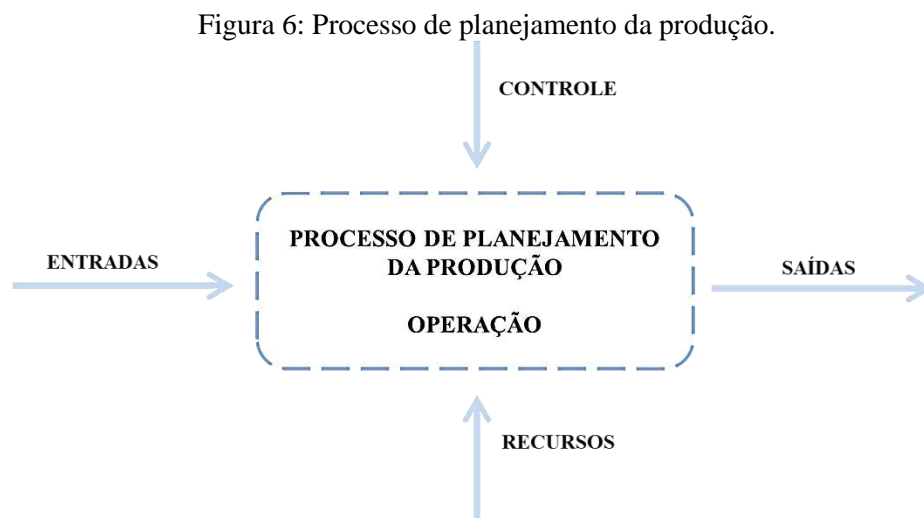 Figura 6: Processo de planejamento da produção.
CONTROLE
PROCESSO DE PLANEJAMENTO
DA PRODUÇÃO
ENTRADAS
SAÍDAS
OPERAÇÃO
RECURSOS